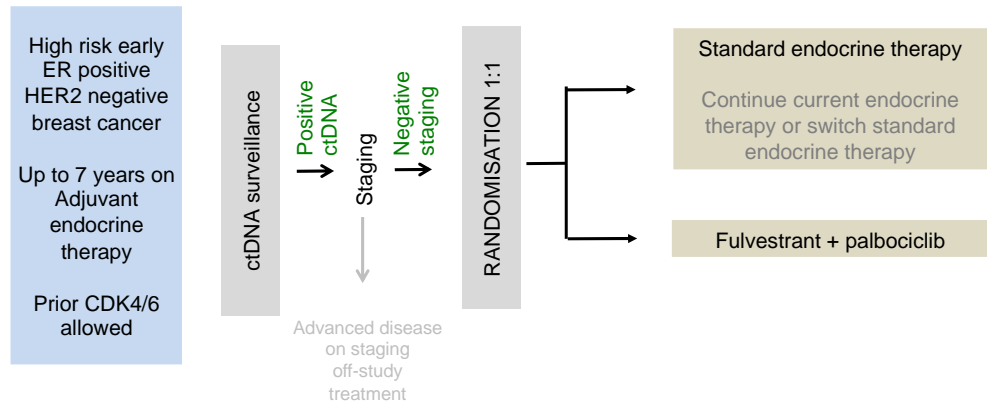 High risk early
ER positive
HER2 negative
breast cancer
Up to 7 years on
Adjuvant
endocrine
therapy
Prior CDK4/6
allowed
ctDNA surveillance
Positive
ctDNA
Staging
Advanced disease
on staging
off-study
treatment
Negative
staging
RANDOMISATION 1:1
Standard endocrine therapy
Continue current endocrine
therapy or switch standard
endocrine therapy
Fulvestrant + palbociclib